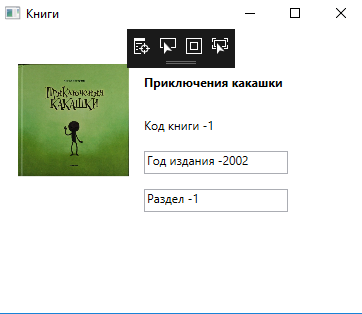 Книги
Приключения
КАКАШКИ
Приключения какашки
Код книги -1
Год издания -2002
Раздел -1